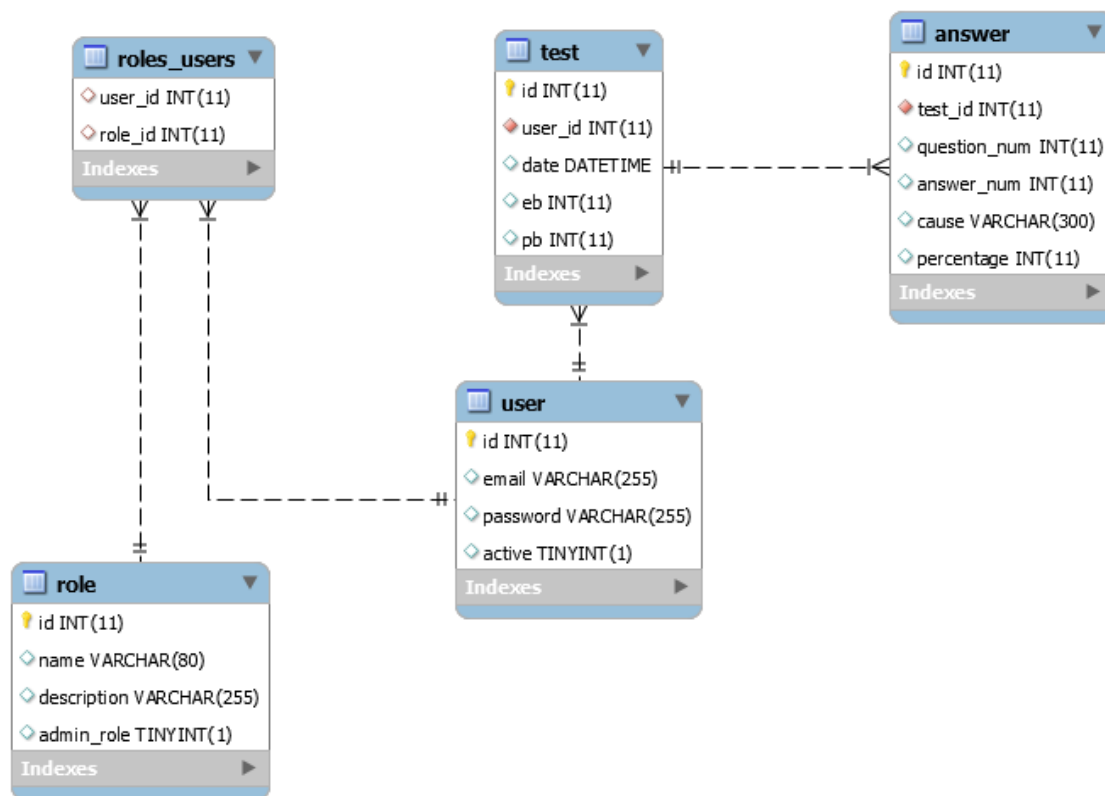 roles_users
user_id INT(11)
role_id INT(11)
Indexes
test
id INT(11)
user_id INT(11)
date DATETIME
eb INT(11)
pb INT(11)
Indexes
answer
id INT(11)
test_id INT(11)
question_num INT(11)
answer_num INT(11)
cause VARCHAR(300)
percentage INT(11)
Indexes
user
id INT(11)
email VARCHAR(255)
password VARCHAR(255)
active TINYINT(1)
Indexes
role
id INT(11)
name VARCHAR(80)
description VARCHAR(255)
admin_role TINYINT(1)
Indexes